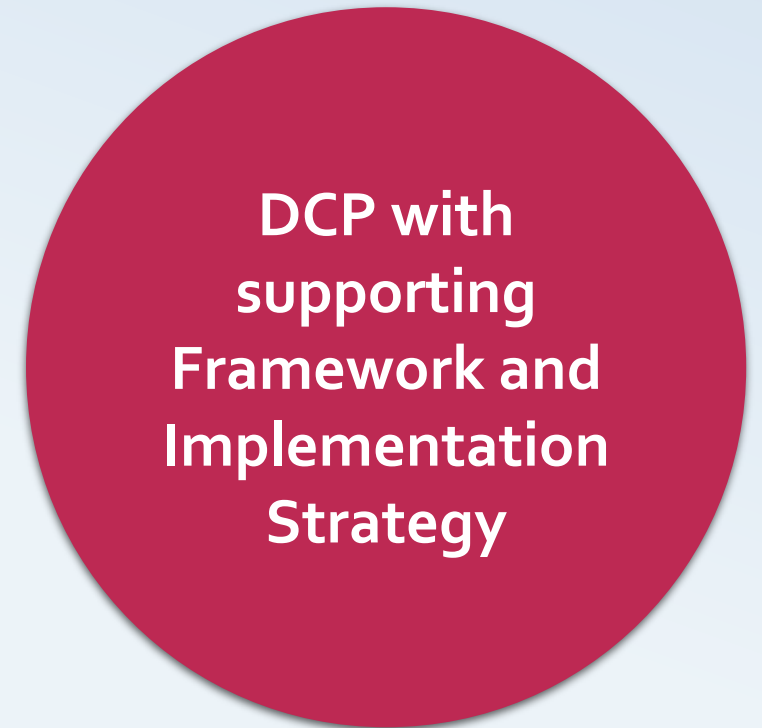 DCP with
supporting
Framework and
Implementation
Strategy